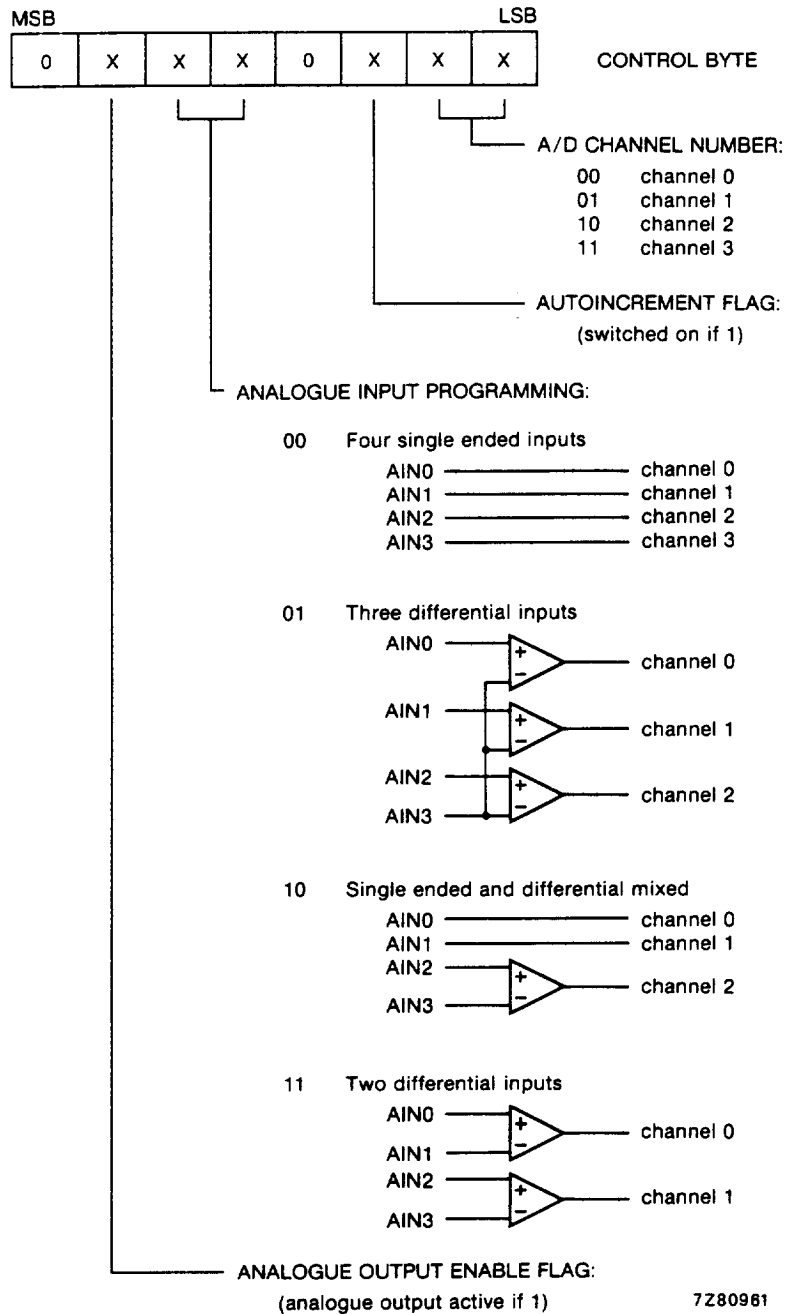 MSB LSB
0 X X X 0 X X X CONTROL BYTE
A/D CHANNEL NUMBER:
00 channel 0
01 channel 1
10 channel 2
11 channel 3
AUTOINCREMENT FLAG:
(switched on if 1)
ANALOGUE INPUT PROGRAMMING:
00 Four single ended inputs
AIN0 channel 0
AIN1 channel 1
AIN2 channel 2
AIN3 channel 3
01 Three differential inputs
AIN0 + − channel 0
AIN1 + − channel 1
AIN2 + − channel 2
AIN3
10 Single ended and differential mixed
AIN0 channel 0
AIN1 channel 1
AIN2 + − channel 2
AIN3
11 Two differential inputs
AIN0 + − channel 0
AIN1
AIN2 + − channel 1
AIN3
ANALOGUE OUTPUT ENABLE FLAG:
(analogue output active if 1) 7Z80961